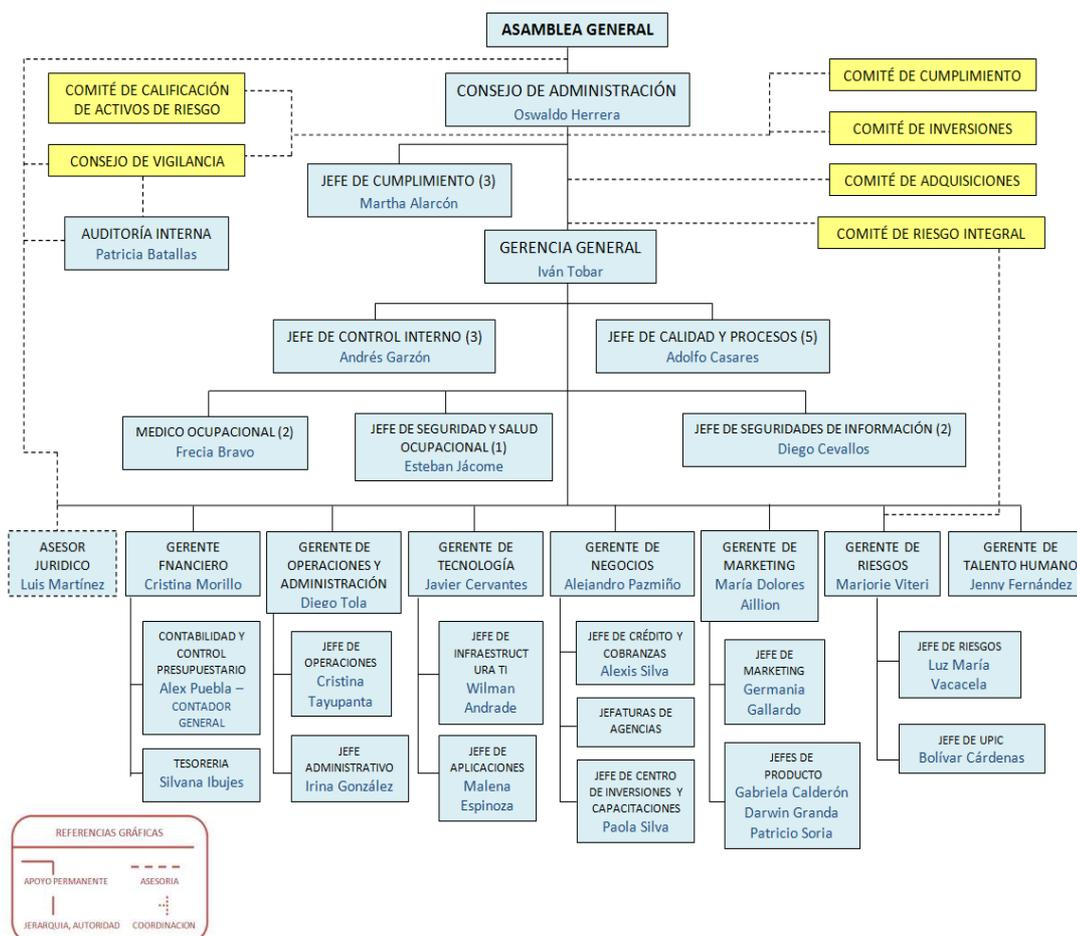 ASAMBLEA GENERAL
COMITÉ DE CALIFICACIÓN
DE ACTIVOS DE RIESGO
CONSEJO DE ADMINISTRACIÓN
Oswaldo Herrera
COMITÉ DE CUMPLIMIENTO
COMITÉ DE INVERSIONES
CONSEJO DE VIGILANCIA
JEFE DE CUMPLIMIENTO (3)
Martha Alarcón
COMITÉ DE ADQUISICIONES
AUDITORÍA INTERNA
Patricia Batallas
GERENCIA GENERAL
Iván Tobar
COMITÉ DE RIESGO INTEGRAL
JEFE DE CONTROL INTERNO (3)
Andrés Garzón
JEFE DE CALIDAD Y PROCESOS (5)
Adolfo Casares
MEDICO OCUPACIONAL (2)
Frecia Bravo
JEFE DE SEGURIDAD Y SALUD
OCUPACIONAL (1)
Esteban Jácome
JEFE DE SEGURIDADES DE INFORMACIÓN (2)
Diego Cevallos
ASESOR
JURIDICO
Luis Martínez
GERENTE
FNANCIERO
Cristina Morillo
GERENTE DE
OPERACIONES Y
ADMINISTRACIÓN
Diego Tola
GERENTE DE
TECNOLOGÍA
Javier Cervantes
GERENTE DE
NEGOCIOS
Alejandro Pazmiño
GERENTE DE
MARKETING
María Dolores
Aillion
GERENTE DE
RIESGOS
Marjorie Viteri
GERENTE DE
TALENTO HUMANO
Jenny Fernández
CONTABILIDAD Y
CONTROL
PRESUPUESTARIO
Alex Puebla –
CONTADOR
GENERAL
TESORERIA
Silvana Ibujes
JEFE DE
OPERACIONES
Cristina
Tayupanta
JEFE
ADMINISTRATIVO
Irina González
JEFE DE
INFRAESTRUCT
URA TI
Wilman
Andrade
JEFE DE
APLICACIONES
Malena
Espinoza
JEFE DE CRÉDITO Y
COBRANZAS
Alexis Silva
JEFATURAS DE
AGENCIAS
JEFE DE CENTRO
DE INVERSIONES Y
CAPACITACIONES
Paola Silva
JEFE DE
MARKETING
Germania
Gallardo
JEFES DE
PRODUCTO
Gabriela Calderón
Darwin Granda
Patricio Soria
JEFE DE RIESGOS
Luz María
Vacacela
JEFE DE UPIC
Bolívar Cárdenas
REFERENCIAS GRÁFICAS
APOYO PERMANENTE
ASESORIA
JERARQUIA, AUTORIDAD
COORDINACION